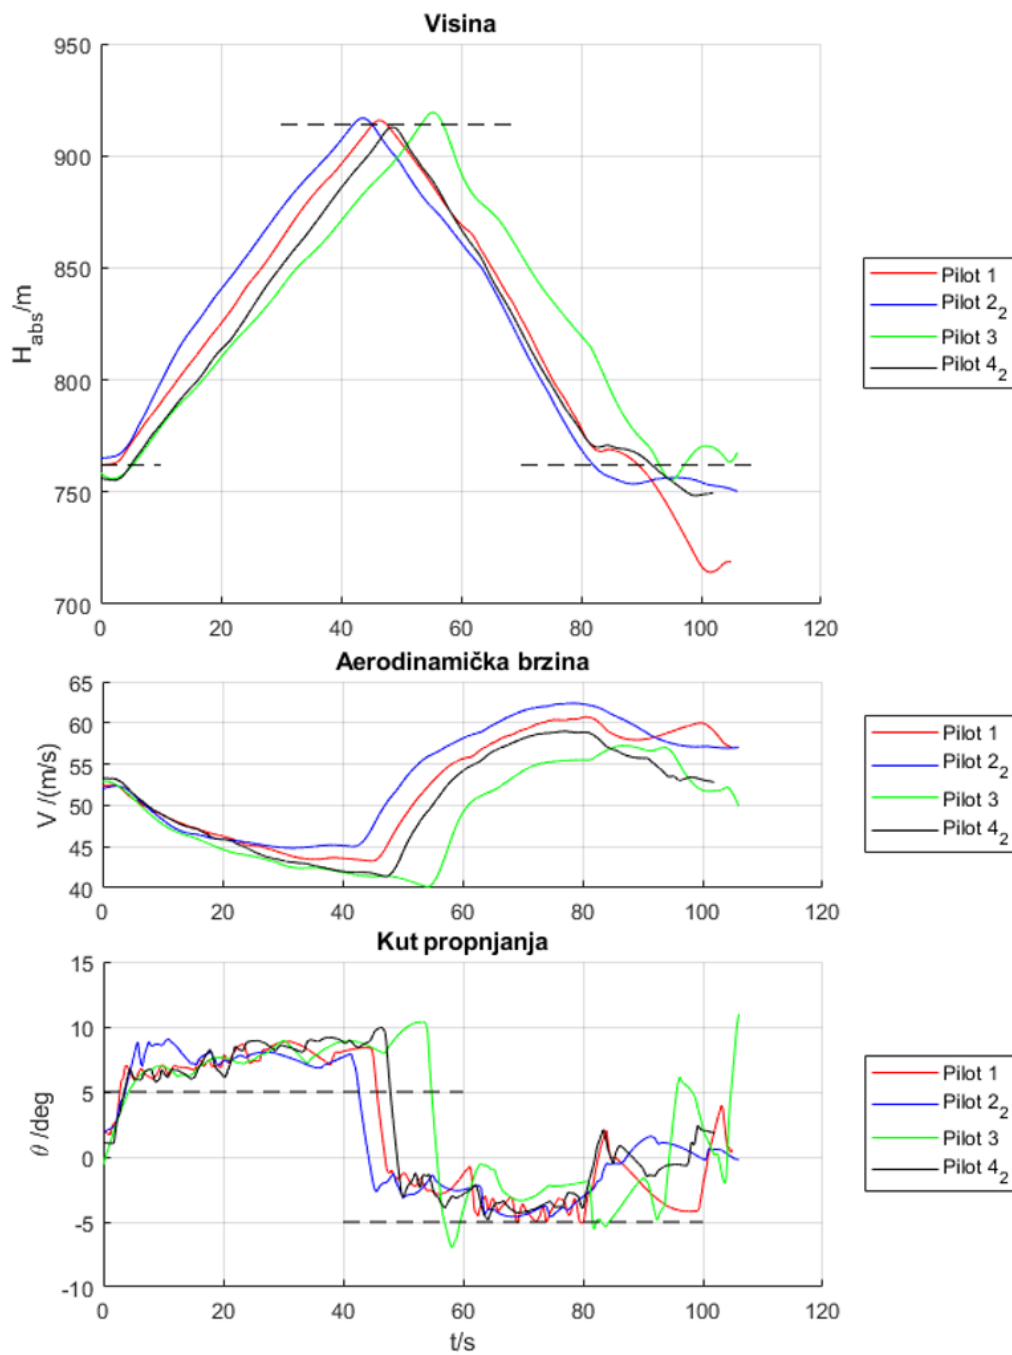 Visina
950
900
850
800
750
700
0 20 40 60 80 100 120
H_abs/m
Pilot 1
Pilot 2_2
Pilot 3
Pilot 4_2
Aerodinamička brzina
65
60
55
50
45
40
0 20 40 60 80 100 120
V /(m/s)
Pilot 1
Pilot 2_2
Pilot 3
Pilot 4_2
Kut propnjanja
15
10
5
0
-5
-10
0 20 40 60 80 100 120
θ /deg
t/s
Pilot 1
Pilot 2_2
Pilot 3
Pilot 4_2